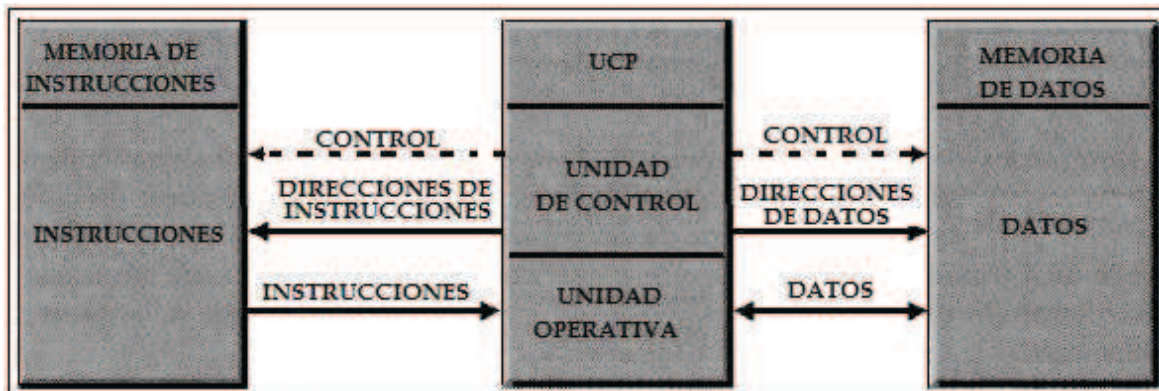 MEMORIA DE
INSTRUCCIONES
INSTRUCCIONES
CONTROL
DIRECCIONES DE
INSTRUCCIONES
INSTRUCCIONES
UCP
UNIDAD
DE CONTROL
UNIDAD
OPERATIVA
CONTROL
DIRECCIONES
DE DATOS
DATOS
MEMORIA
DE DATOS
DATOS